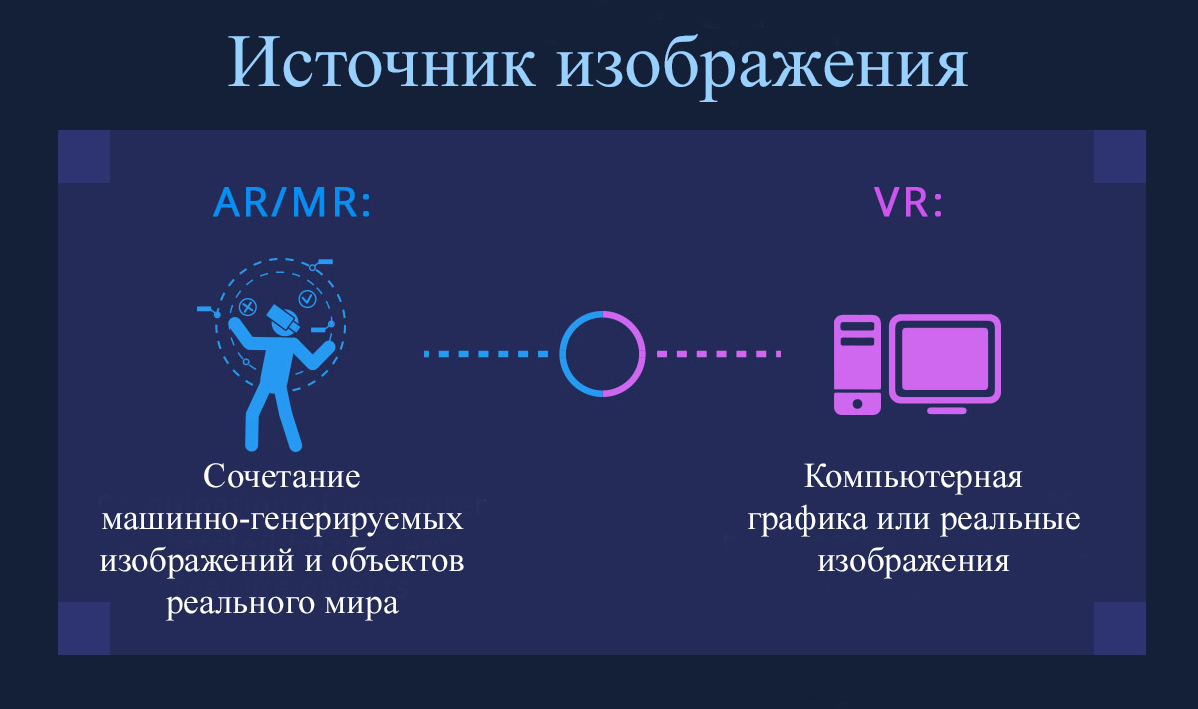 Источник изображения
AR/MR:
Сочетание
машинно-генерируемых
изображений и объектов
реального мира
VR:
Компьютерная
графика или реальные
изображения